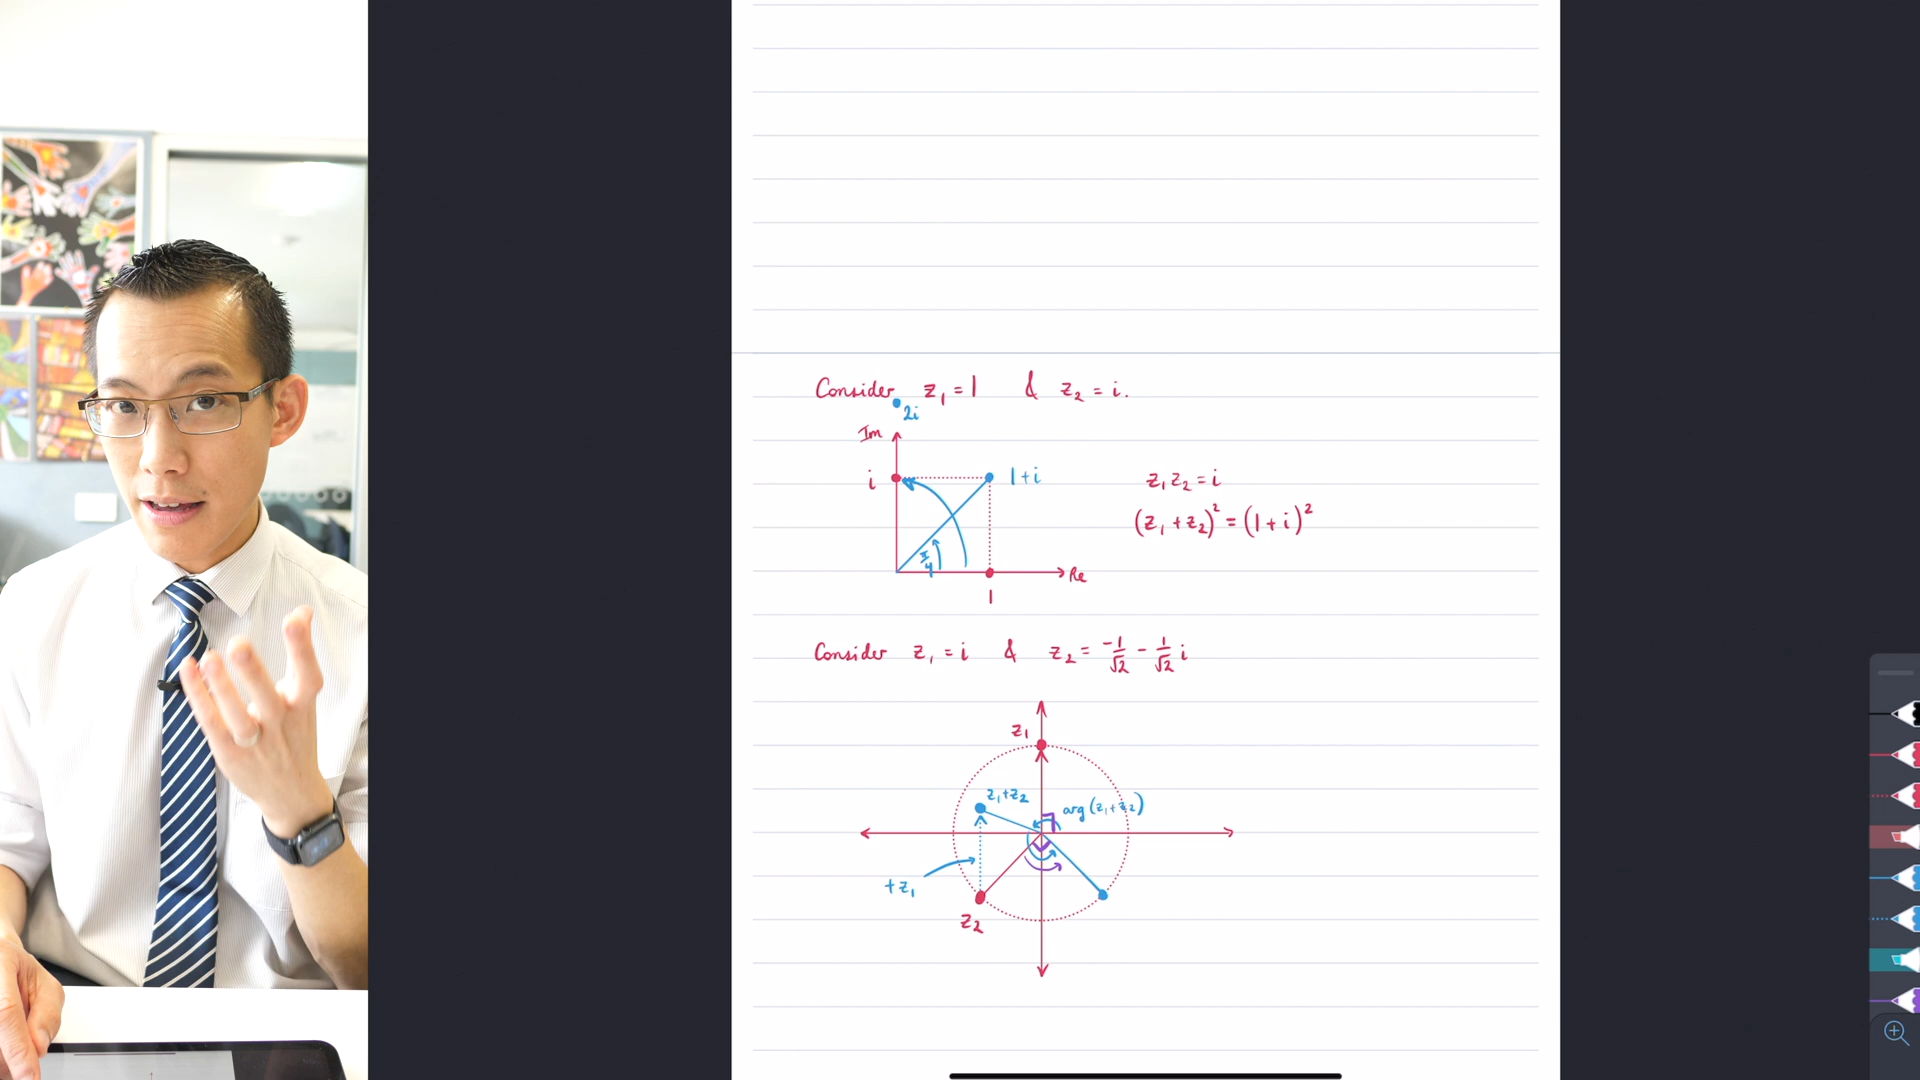 Consider z₁ = 1 & z₂ = i.
2i
Im
i
1+i
π/4
Re
1
z₁z₂ = i
(z₁ + z₂)² = (1 + i)²
Consider z₁ = i & z₂ = -1/√2 - 1/√2 i
z₁
z₁+z₂
arg(z₁+z₂)
+z₁
z₂